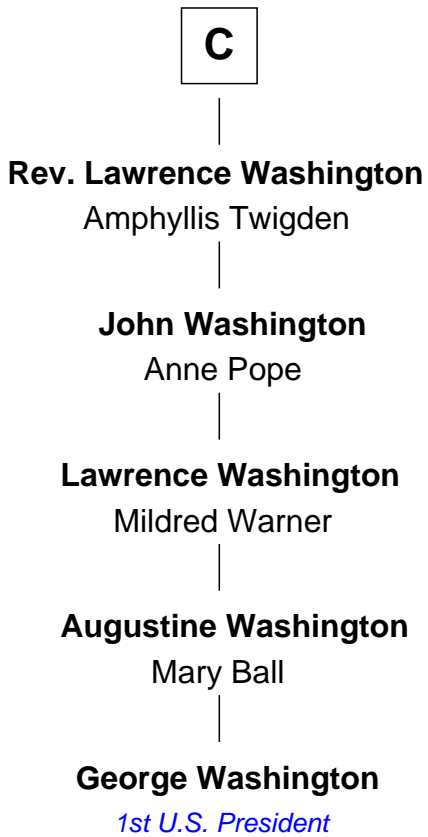 C
Rev. Lawrence Washington
Amphyllis Twigden
John Washington
Anne Pope
Lawrence Washington
Mildred Warner
Augustine Washington
Mary Ball
George Washington
1st U.S. President